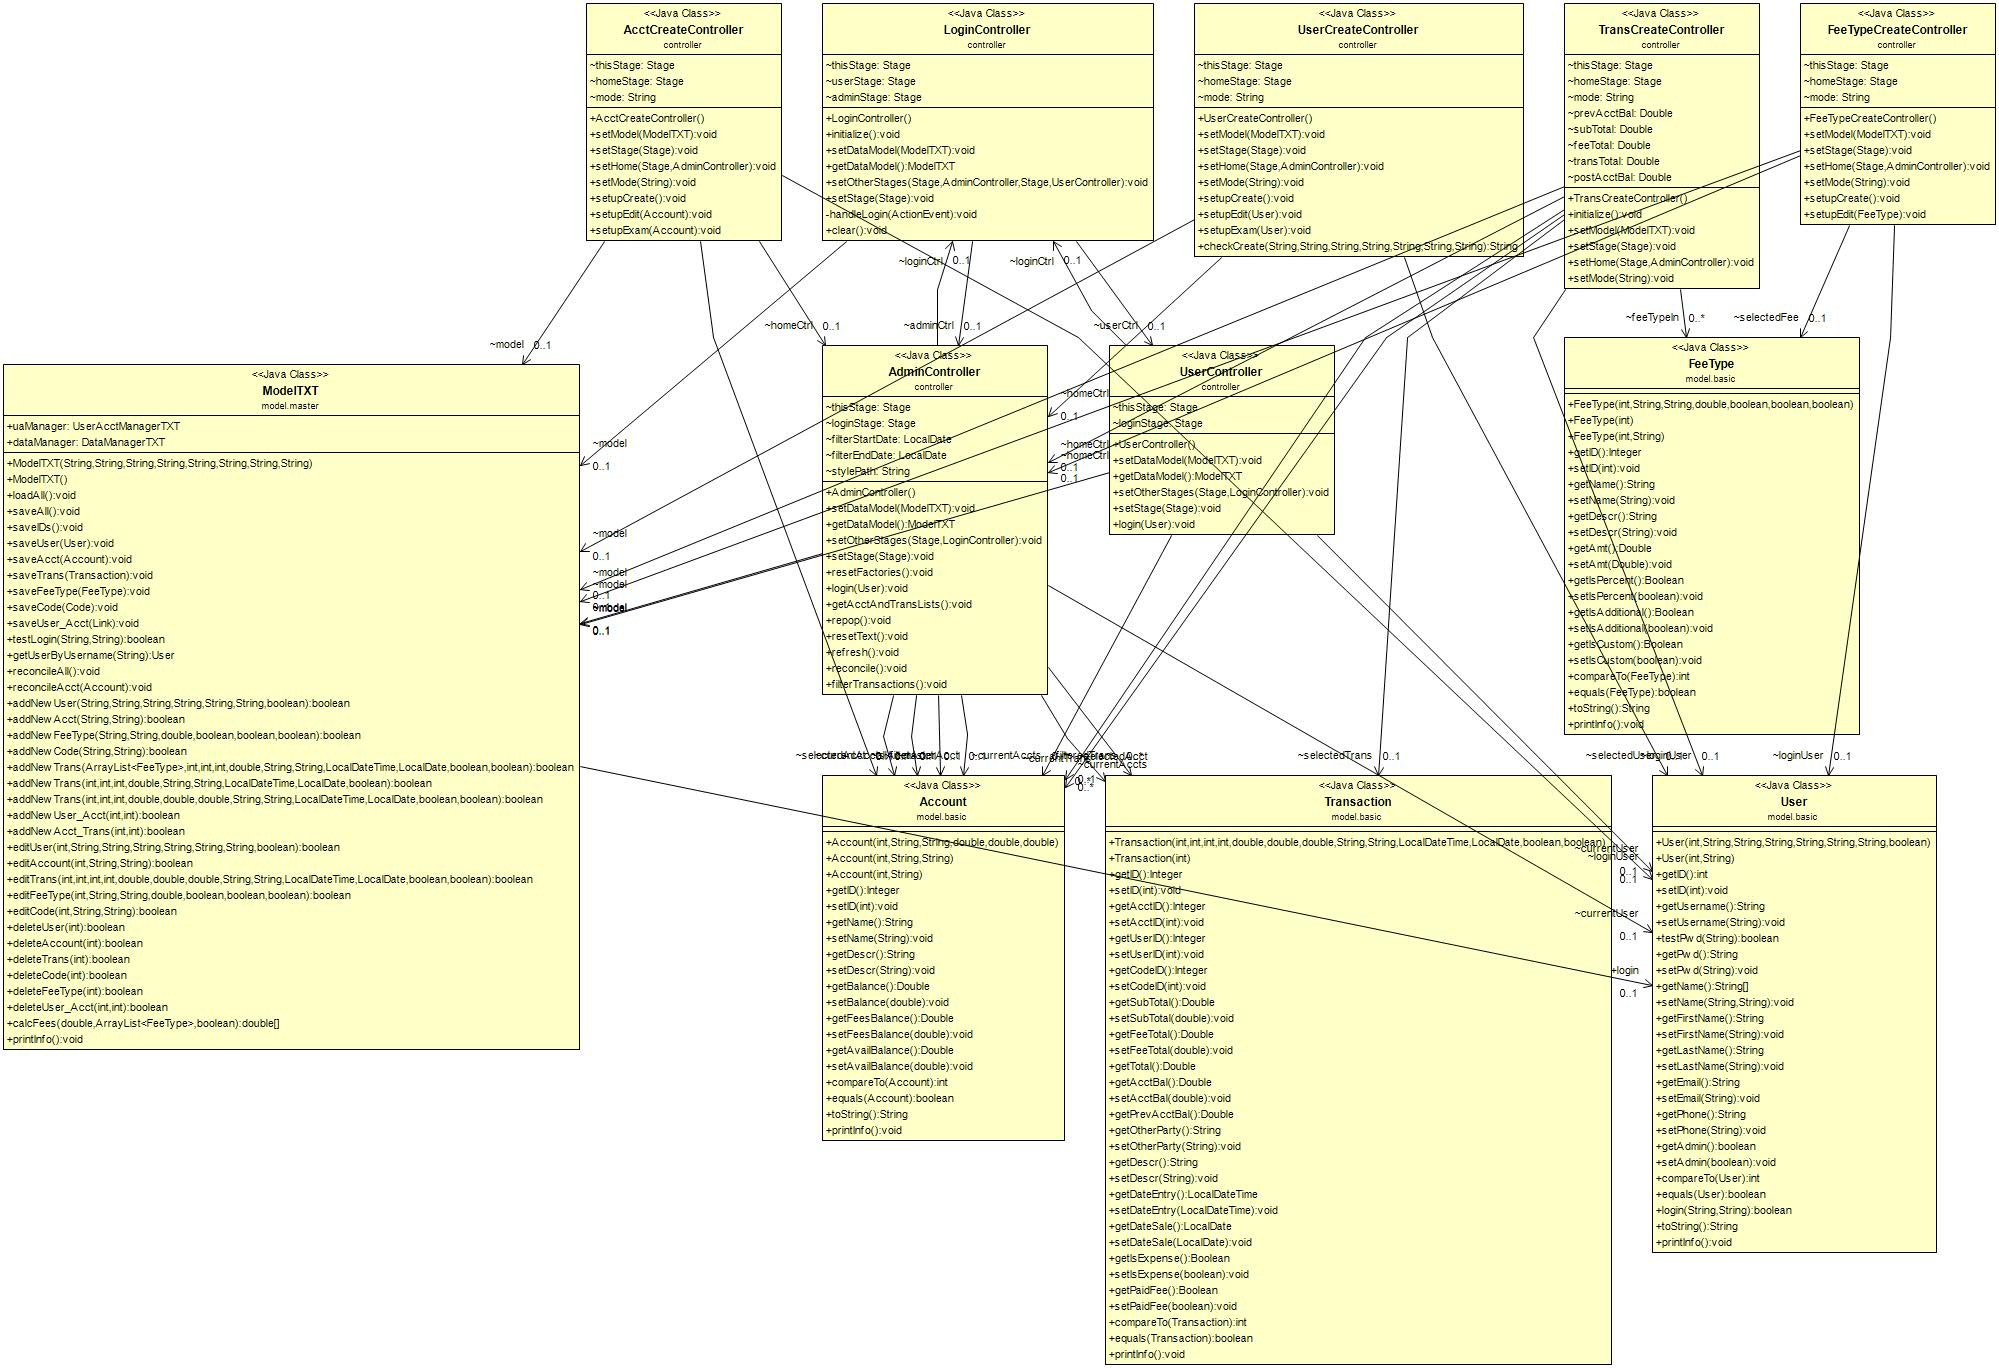 <<Java Class>>
AcctCreateController
controller
~thisStage: Stage
~homeStage: Stage
~mode: String
+AcctCreateController()
+setModel(ModelTXT):void
+setStage(Stage):void
+setHome(Stage,AdminController):void
+setMode(String):void
+setupCreate():void
+setupEdit(Account):void
+setupExam(Account):void
<<Java Class>>
LoginController
controller
~thisStage: Stage
~userStage: Stage
~adminStage: Stage
+LoginController()
+initialize():void
+setDataModel(ModelTXT):void
+getDataModel():ModelTXT
+setOtherStages(Stage,AdminController,Stage,UserController):void
+setStage(Stage):void
-handleLogin(ActionEvent):void
+clear():void
<<Java Class>>
UserCreateController
controller
~thisStage: Stage
~homeStage: Stage
~mode: String
+UserCreateController()
+setModel(ModelTXT):void
+setStage(Stage):void
+setHome(Stage,AdminController):void
+setMode(String):void
+setupCreate():void
+setupEdit(User):void
+setupExam(User):void
+checkCreate(String,String,String,String,String,String,String):String
<<Java Class>>
TransCreateController
controller
~thisStage: Stage
~homeStage: Stage
~mode: String
~prevAcctBal: Double
~subTotal: Double
~feeTotal: Double
~transTotal: Double
~postAcctBal: Double
+TransCreateController()
+initialize():void
+setModel(ModelTXT):void
+setStage(Stage):void
+setHome(Stage,AdminController):void
+setMode(String):void
<<Java Class>>
FeeTypeCreateController
controller
~thisStage: Stage
~homeStage: Stage
~mode: String
+FeeTypeCreateController()
+setModel(ModelTXT):void
+setStage(Stage):void
+setHome(Stage,AdminController):void
+setMode(String):void
+setupCreate():void
+setupEdit(FeeType):void
~loginCtrl 0..1
~loginCtrl 0..1
~model 0..1
~homeCtrl 0..1
~adminCtrl 0..1
~userCtrl 0..1
~feeTypeIn 0..*
~selectedFee 0..1
<<Java Class>>
ModelTXT
model.master
+uaManager: UserAcctManagerTXT
+dataManager: DataManagerTXT
+ModelTXT(String,String,String,String,String,String,String,String)
+ModelTXT()
+loadAll():void
+saveAll():void
+saveIDs():void
+saveUser(User):void
+saveAcct(Account):void
+saveTrans(Transaction):void
+saveFeeType(FeeType):void
+saveCode(Code):void
+saveUser_Acct(Link):void
+testLogin(String,String):boolean
+getUserByUsername(String):User
+reconcileAll():void
+reconcileAcct(Account):void
+addNew User(String,String,String,String,String,String,boolean):boolean
+addNew Acct(String,String):boolean
+addNew FeeType(String,String,double,boolean,boolean,boolean):boolean
+addNew Code(String,String):boolean
+addNew Trans(ArrayList<FeeType>,int,int,int,double,String,String,LocalDateTime,LocalDate,boolean,boolean):boolean
+addNew Trans(int,int,int,double,String,String,LocalDateTime,LocalDate,boolean):boolean
+addNew Trans(int,int,int,double,double,double,String,String,LocalDateTime,LocalDate,boolean,boolean):boolean
+addNew User_Acct(int,int):boolean
+addNew Acct_Trans(int,int):boolean
+editUser(int,String,String,String,String,String,String,boolean):boolean
+editAccount(int,String,String):boolean
+editTrans(int,int,int,int,double,double,double,String,String,LocalDateTime,LocalDate,boolean,boolean):boolean
+editFeeType(int,String,String,double,boolean,boolean,boolean):boolean
+editCode(int,String,String):boolean
+deleteUser(int):boolean
+deleteAccount(int):boolean
+deleteTrans(int):boolean
+deleteCode(int):boolean
+deleteFeeType(int):boolean
+deleteUser_Acct(int,int):boolean
+calcFees(double,ArrayList<FeeType>,boolean):double[]
+printInfo():void
~model
0..1
~model
0..1
~model
~model
0..1
~model
0..1
<<Java Class>>
AdminController
controller
~thisStage: Stage
~loginStage: Stage
~filterStartDate: LocalDate
~filterEndDate: LocalDate
~stylePath: String
+AdminController()
+setDataModel(ModelTXT):void
+getDataModel():ModelTXT
+setOtherStages(Stage,LoginController):void
+setStage(Stage):void
+resetFactories():void
+login(User):void
+getAcctAndTransLists():void
+repop():void
+resetText():void
+refresh():void
+reconcile():void
+filterTransactions():void
~homeCtrl
0..1
~homeCtrl
~homeCtrl
0..1
0..1
<<Java Class>>
UserController
controller
~thisStage: Stage
~loginStage: Stage
+UserController()
+setDataModel(ModelTXT):void
+getDataModel():ModelTXT
+setOtherStages(Stage,LoginController):void
+setStage(Stage):void
+login(User):void
<<Java Class>>
FeeType
model.basic
+FeeType(int,String,String,double,boolean,boolean,boolean)
+FeeType(int)
+FeeType(int,String)
+getID():Integer
+setID(int):void
+getName():String
+setName(String):void
+getDescr():String
+setDescr(String):void
+getAmt():Double
+setAmt(Double):void
+getIsPercent():Boolean
+setIsPercent(boolean):void
+getIsAdditional():Boolean
+setIsAdditional(boolean):void
+getIsCustom():Boolean
+setIsCustom(boolean):void
+compareTo(FeeType):int
+equals(FeeType):boolean
+toString():String
+printInfo():void
~currentAccts
~selectedTrans 0..1
0..1
~loginUser 0..1
~currentAccts
0..*
<<Java Class>>
Account
model.basic
+Account(int,String,String,double,double,double)
+Account(int,String,String)
+Account(int,String)
+getID():Integer
+setID(int):void
+getName():String
+setName(String):void
+getDescr():String
+setDescr(String):void
+getBalance():Double
+setBalance(double):void
+getFeesBalance():Double
+setFeesBalance(double):void
+getAvailBalance():Double
+setAvailBalance(double):void
+compareTo(Account):int
+equals(Account):boolean
+toString():String
+printInfo():void
<<Java Class>>
Transaction
model.basic
+Transaction(int,int,int,int,double,double,double,String,String,LocalDateTime,LocalDate,boolean,boolean)
+Transaction(int)
+getID():Integer
+setID(int):void
+getAcctID():Integer
+setAcctID(int):void
+getUserID():Integer
+setUserID(int):void
+getCodeID():Integer
+setCodeID(int):void
+getSubTotal():Double
+setSubTotal(double):void
+getFeeTotal():Double
+setFeeTotal(double):void
+getTotal():Double
+getAcctBal():Double
+setAcctBal(double):void
+getPrevAcctBal():Double
+getOtherParty():String
+setOtherParty(String):void
+getDescr():String
+setDescr(String):void
+getDateEntry():LocalDateTime
+setDateEntry(LocalDateTime):void
+getDateSale():LocalDate
+setDateSale(LocalDate):void
+getIsExpense():Boolean
+setIsExpense(boolean):void
+getPaidFee():Boolean
+setPaidFee(boolean):void
+compareTo(Transaction):int
+equals(Transaction):boolean
+printInfo():void
~currentUser
~loginUser
0..1
0..1
~currentUser
0..1
+login
0..1
<<Java Class>>
User
model.basic
+User(int,String,String,String,String,String,String,boolean)
+User(int,String)
+getID():int
+setID(int):void
+getUsername():String
+setUsername(String):void
+testPw d(String):boolean
+getPw d():String
+setPw d(String):void
+getName():String[]
+setName(String,String):void
+getFirstName():String
+setFirstName(String):void
+getLastName():String
+setLastName(String):void
+getEmail():String
+setEmail(String):void
+getPhone():String
+setPhone(String):void
+getAdmin():boolean
+setAdmin(boolean):void
+compareTo(User):int
+equals(User):boolean
+login(String,String):boolean
+toString():String
+printInfo():void